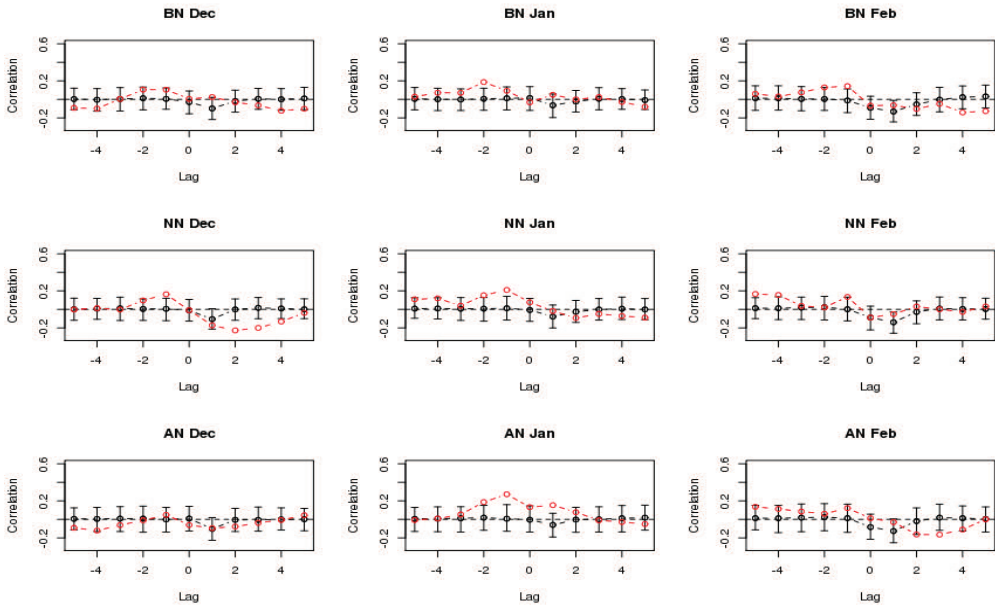 BN Dec
BN Jan
BN Feb
Correlation
0.6
0.2
-0.2
-4
-2
0
2
4
Lag
Correlation
0.6
0.2
-0.2
-4
-2
0
2
4
Lag
Correlation
0.6
0.2
-0.2
-4
-2
0
2
4
Lag
NN Dec
NN Jan
NN Feb
Correlation
0.6
0.2
-0.2
-4
-2
0
2
4
Lag
Correlation
0.6
0.2
-0.2
-4
-2
0
2
4
Lag
Correlation
0.6
0.2
-0.2
-4
-2
0
2
4
Lag
AN Dec
AN Jan
AN Feb
Correlation
0.6
0.2
-0.2
-4
-2
0
2
4
Lag
Correlation
0.6
0.2
-0.2
-4
-2
0
2
4
Lag
Correlation
0.6
0.2
-0.2
-4
-2
0
2
4
Lag